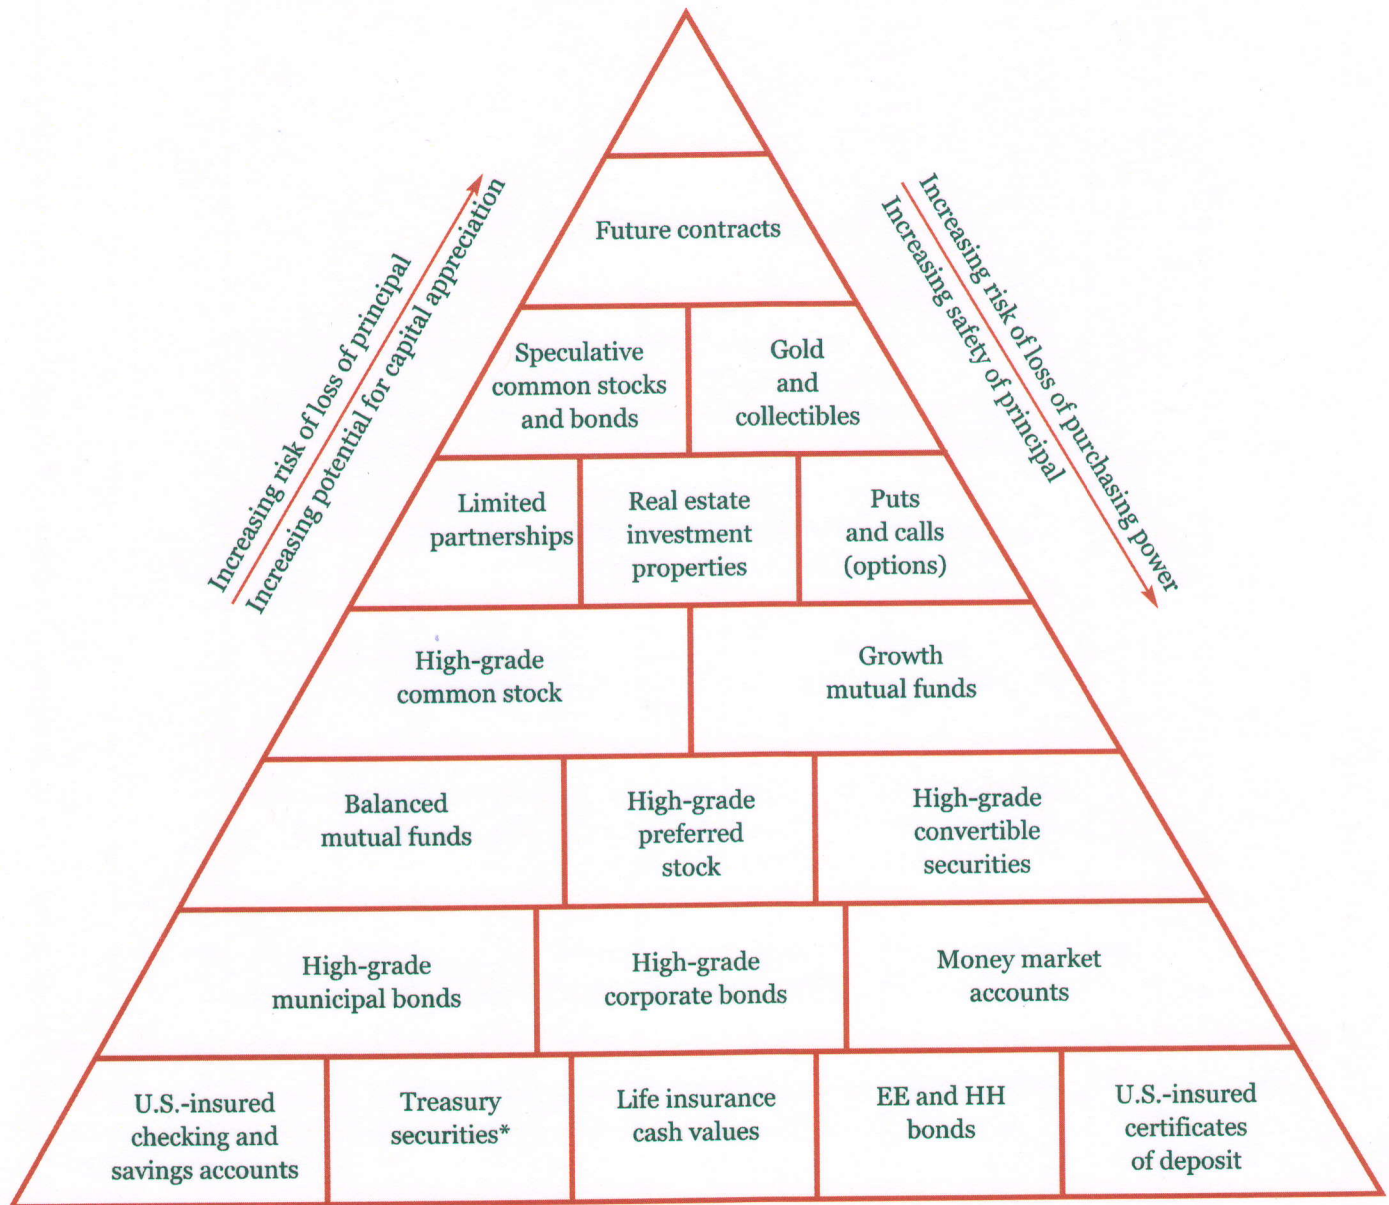 Future contracts
Increasing risk of loss of principal
Increasing potential for capital appreciation
Increasing risk of loss of purchasing power
Increasing safety of principal
Speculative
common stocks
and bonds
Gold
and
collectibles
Limited
partnerships
Real estate
investment
properties
Puts
and calls
(options)
High-grade
common stock
Growth
mutual funds
Balanced
mutual funds
High-grade
preferred
stock
High-grade
convertible
securities
High-grade
municipal bonds
High-grade
corporate bonds
Money market
accounts
U.S.-insured
checking and
savings accounts
Treasury
securities*
Life insurance
cash values
EE and HH
bonds
U.S.-insured
certificates
of deposit